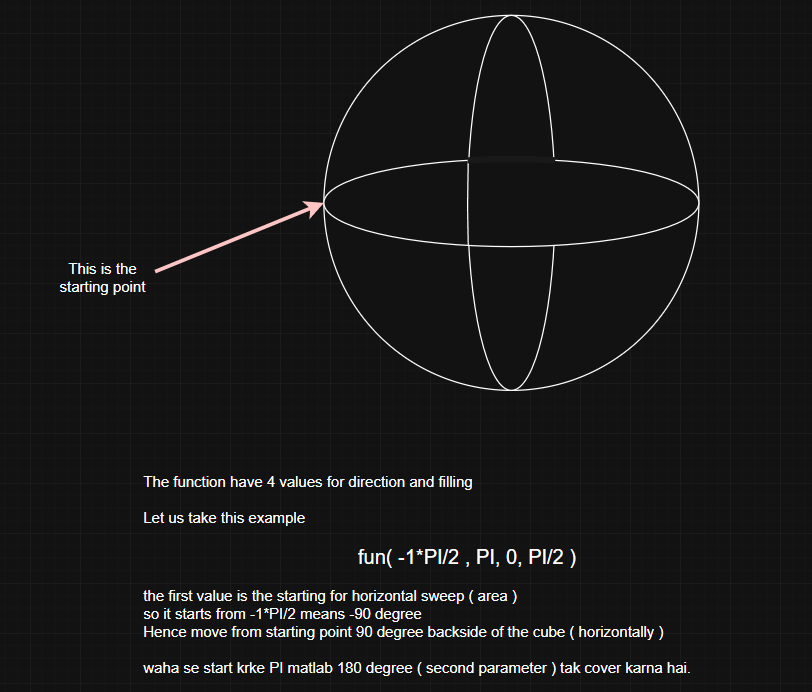 This is the
starting point
The function have 4 values for direction and filling
Let us take this example
fun( -1*PI/2 , PI, 0, PI/2 )
the first value is the starting for horizontal sweep ( area )
so it starts from -1*PI/2 means -90 degree
Hence move from starting point 90 degree backside of the cube ( horizontally )
waha se start krke PI matlab 180 degree ( second parameter ) tak cover karna hai.